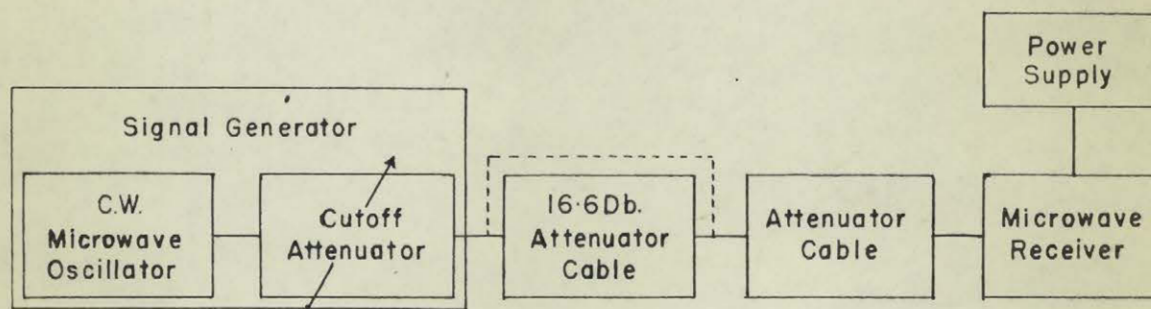 Power
Supply
Signal Generator
C.W.
Microwave
Oscillator
Cutoff
Attenuator
16·6Db.
Attenuator
Cable
Attenuator
Cable
Microwave
Receiver